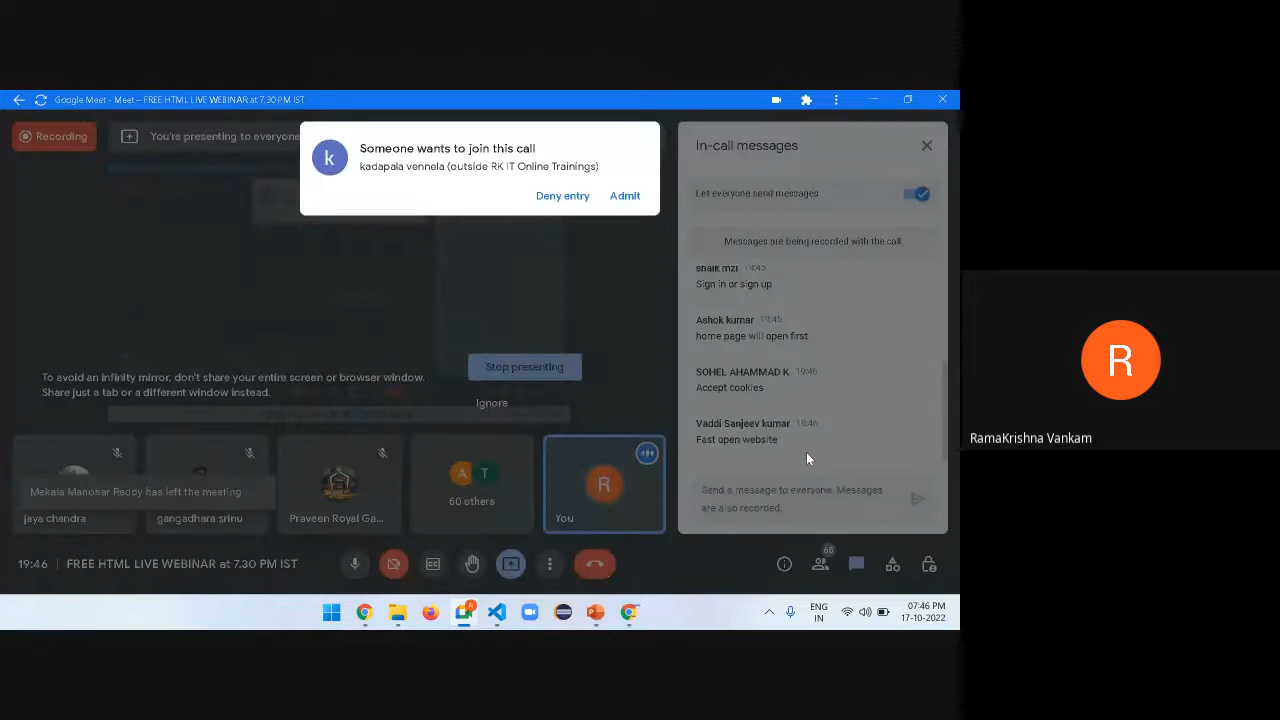 Google Meet - Meet – FREE HTML LIVE WEBINAR at 7.30 PM IST
Recording
You're presenting to everyone
Someone wants to join this call
kadapala vennela (outside RK IT Online Trainings)
Deny entry
Admit
k
In-call messages
Let everyone send messages
Messages are being recorded with the call
shaik mzi 19:45
Sign in or sign up
Ashok kumar 19:45
home page will open first
SOHEL AHAMMAD K 19:46
Accept cookies
Vaddi Sanjeev kumar 19:46
Fast open website
Send a message to everyone. Messages
are also recorded.
To avoid an infinity mirror, don't share your entire screen or browser window.
Share just a tab or a different window instead.
Stop presenting
Ignore
Mekala Manohar Reddy has left the meeting
jaya chandra
gangadhara srinu
Praveen Royal Ga...
A T
60 others
R
You
19:46 FREE HTML LIVE WEBINAR at 7.30 PM IST
68
R
ENG
IN
07:46 PM
17-10-2022
R
RamaKrishna Vankam